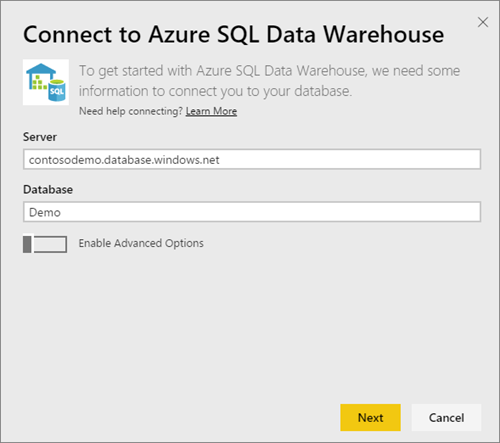 Connect to Azure SQL Data Warehouse
SQL
To get started with Azure SQL Data Warehouse, we need some
information to connect you to your database.
Need help connecting? Learn More
Server
contosodemo.database.windows.net
Database
Demo
Enable Advanced Options
Next
Cancel